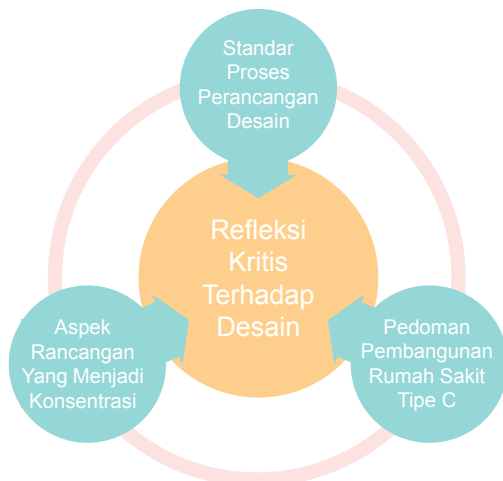 Standar
Proses
Perancangan
Desain
Refleksi
Kritis
Terhadap
Desain
Aspek
Rancangan
Yang Menjadi
Konsentrasi
Pedoman
Pembangunan
Rumah Sakit
Tipe C